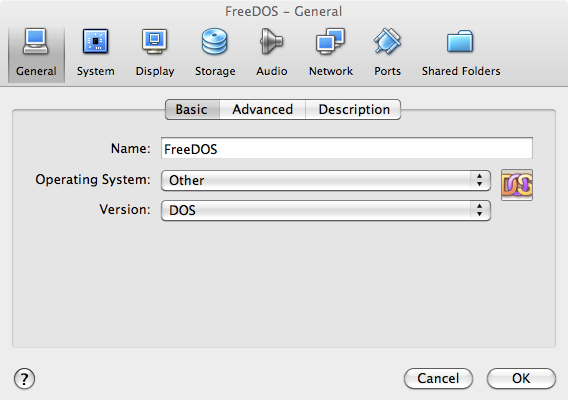 FreeDOS – General
General System Display Storage Audio Network Ports Shared Folders
Basic Advanced Description
Name: FreeDOS
Operating System: Other
DOS
Version: DOS
? Cancel OK